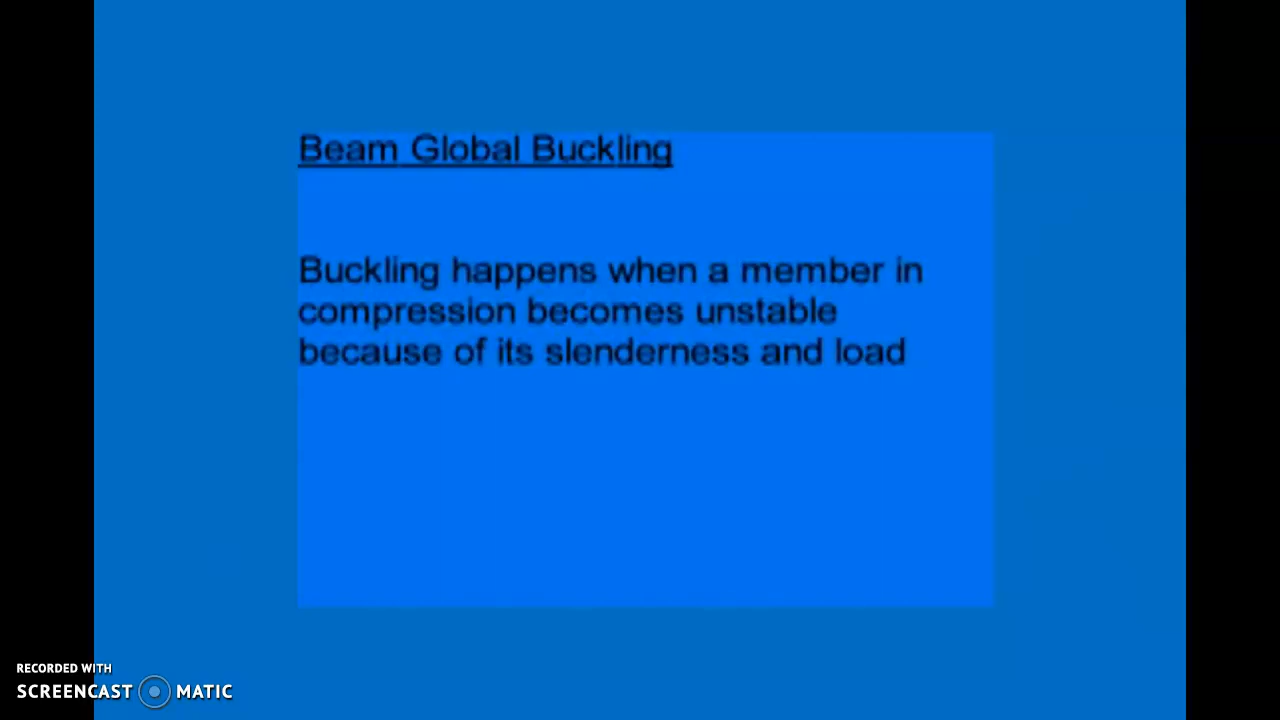 Beam Global Buckling
Buckling happens when a member in
compression becomes unstable
because of its slenderness and load
RECORDED WITH
SCREENCAST MATIC